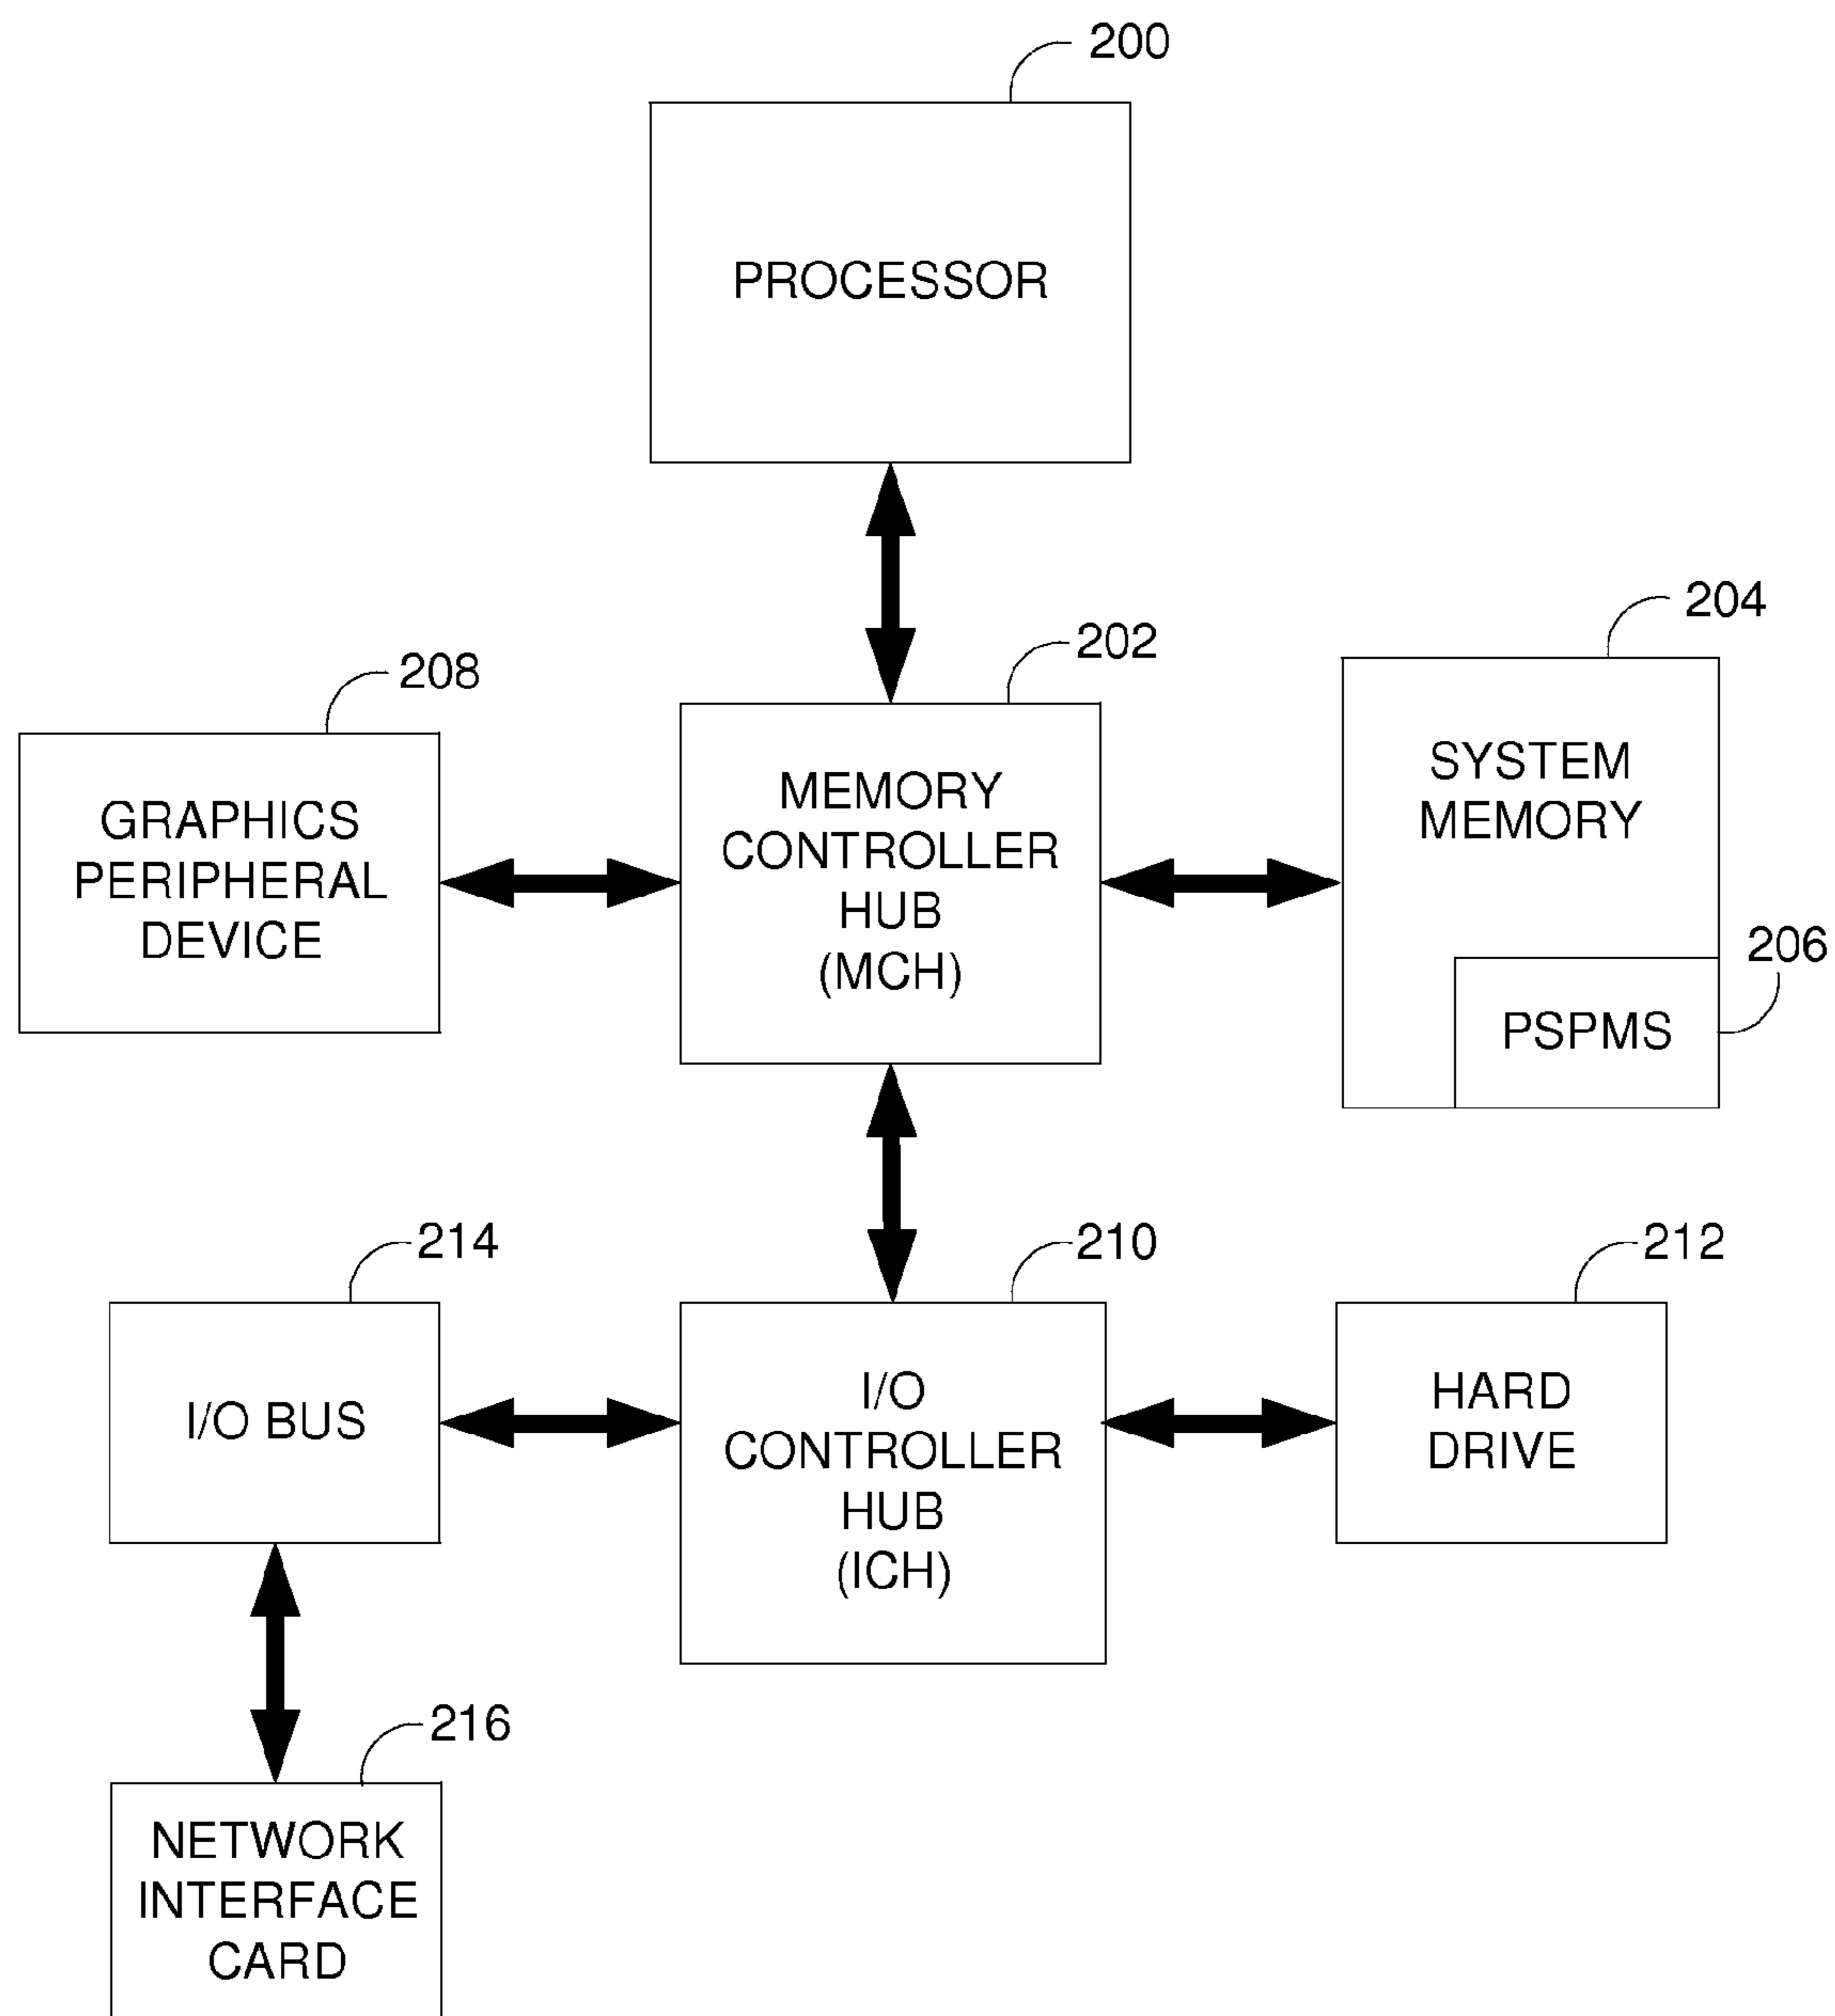 200
PROCESSOR
204
202
208
MEMORY
CONTROLLER
HUB
(MCH)
SYSTEM
MEMORY
GRAPHICS
PERIPHERAL
DEVICE
206
PSPMS
214
210
212
I/O BUS
I/O
CONTROLLER
HUB
(ICH)
HARD
DRIVE
216
NETWORK
INTERFACE
CARD